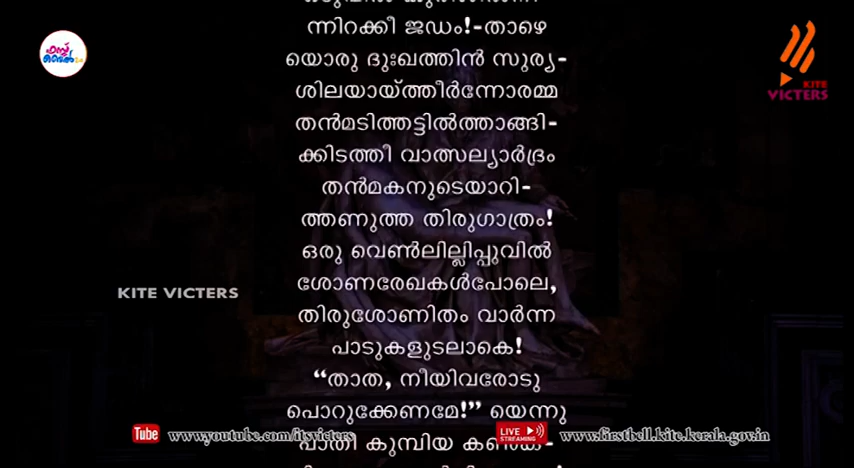 ന്നിറക്കീ ജഡം!-താഴെ
യൊരു ദുഃഖത്തിൻ സൂര്യ-
ശിലയായ്ത്തീർന്നോരമ്മ
തൻമടിത്തട്ടിൽത്താങ്ങി-
ക്കിടത്തീ വാത്സല്യാർദ്രം
തൻമകനുടെയാറി-
ത്തണുത്ത തിരുഗാത്രം!
ഒരു വെൺലില്ലിപ്പുവിൽ
ശോണരേഖകൾപോലെ,
തിരുശോണിതം വാർന്ന
പാടുകളുടലാകെ!
“താത, നീയിവരോടു
പൊറുക്കേണമേ!” യെന്നു
പാതി കൂമ്പിയ
KITE VICTERS
KITE
VICTERS
Tube www.youtube.com/itsvicters
LIVE
STREAMING
www.firstbell.kite.kerala.gov.in